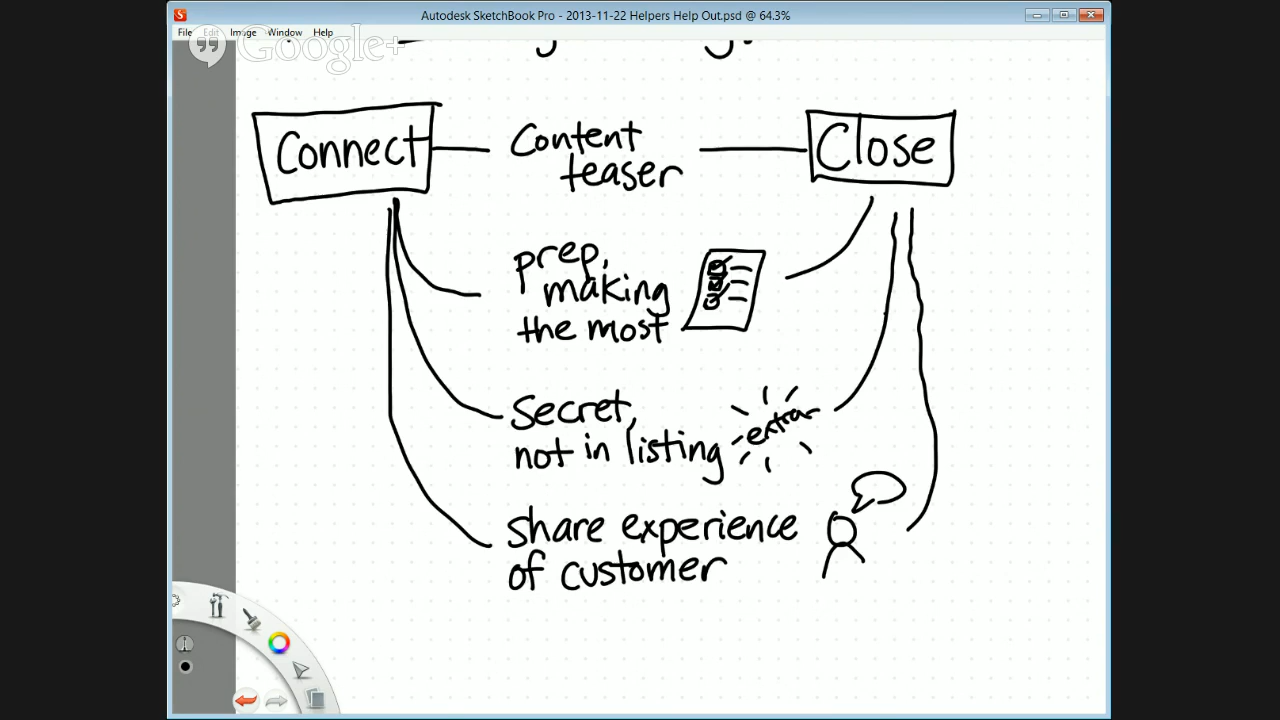 Autodesk SketchBook Pro - 2013-11-22 Helpers Help Out.psd @ 64.3%
File Edit Image Window Help
Google+
Connect
Content
teaser
Close
prep,
making
the most
Secret,
not in listing
extra
share experience
of customer